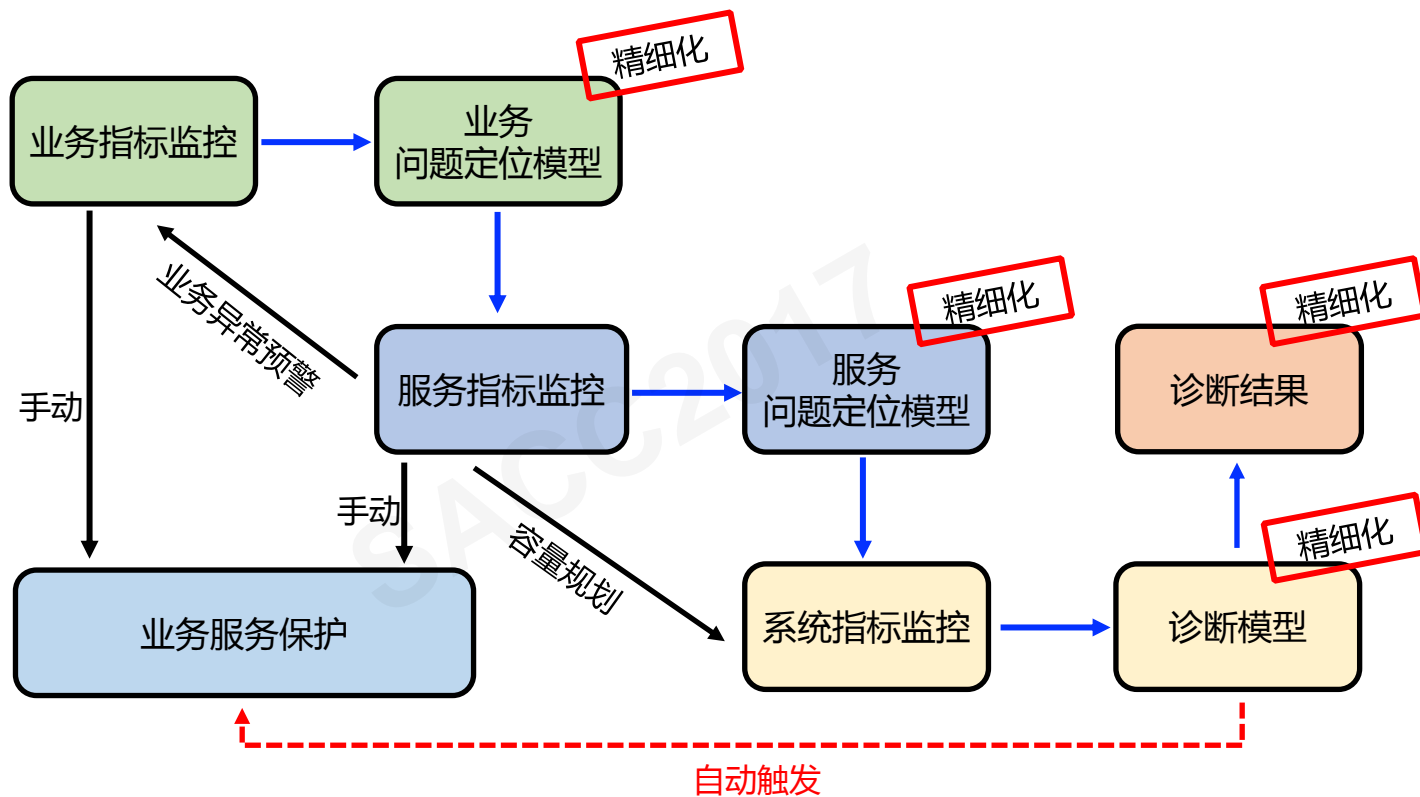 精细化
业务指标监控
业务
问题定位模型
业务异常预警
精细化
精细化
服务指标监控
服务
问题定位模型
诊断结果
手动
手动
容量规划
精细化
业务服务保护
系统指标监控
诊断模型
自动触发
SACC2017